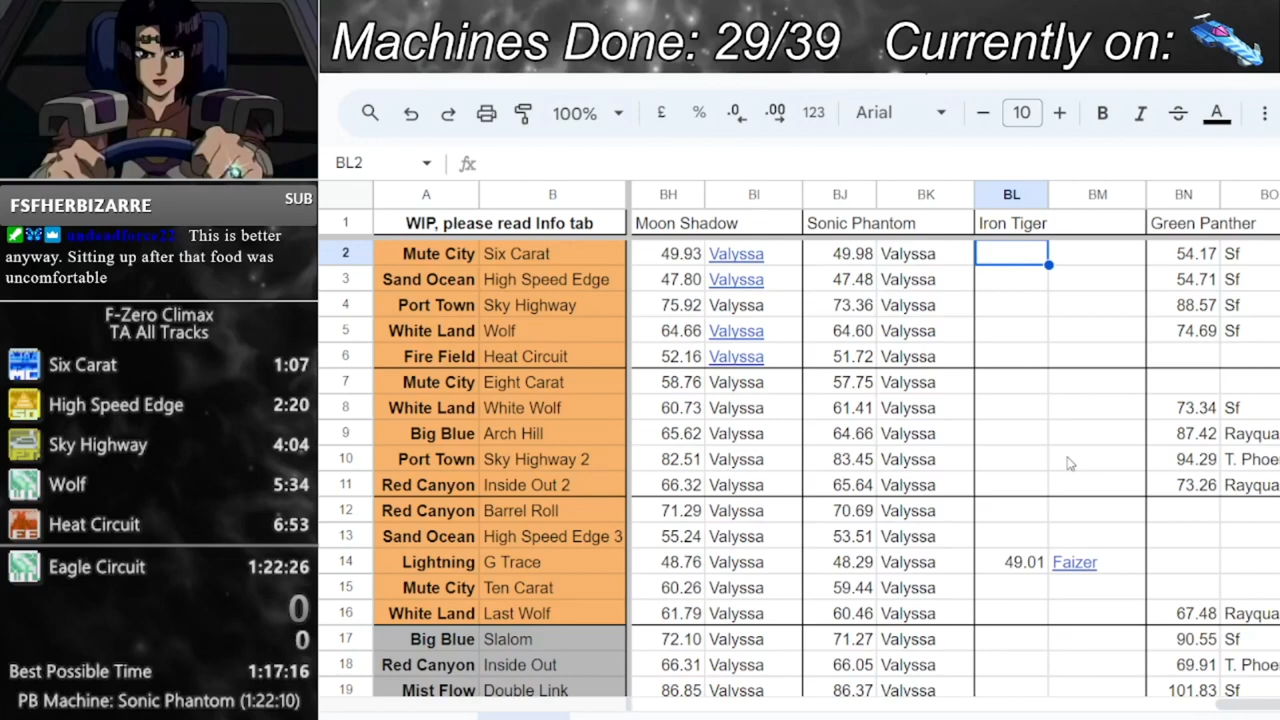 Machines Done: 29/39 Currently on:
100% £ % .0 .00 123 Arial 10 B I A
BL2 fx
FSFHERBIZARRE SUB
undeadforce22 This is better
anyway. Sitting up after that food was
uncomfortable
F-Zero Climax
TA All Tracks
MC Six Carat 1:07
SO High Speed Edge 2:20
PT Sky Highway 4:04
Wolf 5:34
Heat Circuit 6:53
Eagle Circuit 1:22:26
0
0
Best Possible Time 1:17:16
PB Machine: Sonic Phantom (1:22:10)
A B BH BI BJ BK BL BM BN BO
1 WIP, please read Info tab Moon Shadow Sonic Phantom Iron Tiger Green Panther
2 Mute City Six Carat 49.93 Valyssa 49.98 Valyssa 54.17 Sf
3 Sand Ocean High Speed Edge 47.80 Valyssa 47.48 Valyssa 54.71 Sf
4 Port Town Sky Highway 75.92 Valyssa 73.36 Valyssa 88.57 Sf
5 White Land Wolf 64.66 Valyssa 64.60 Valyssa 74.69 Sf
6 Fire Field Heat Circuit 52.16 Valyssa 51.72 Valyssa
7 Mute City Eight Carat 58.76 Valyssa 57.75 Valyssa
8 White Land White Wolf 60.73 Valyssa 61.41 Valyssa 73.34 Sf
9 Big Blue Arch Hill 65.62 Valyssa 64.66 Valyssa 87.42 Rayqua
10 Port Town Sky Highway 2 82.51 Valyssa 83.45 Valyssa 94.29 T. Phoe
11 Red Canyon Inside Out 2 66.32 Valyssa 65.64 Valyssa 73.26 Rayqua
12 Red Canyon Barrel Roll 71.29 Valyssa 70.69 Valyssa
13 Sand Ocean High Speed Edge 3 55.24 Valyssa 53.51 Valyssa
14 Lightning G Trace 48.76 Valyssa 48.29 Valyssa 49.01 Faizer
15 Mute City Ten Carat 60.26 Valyssa 59.44 Valyssa
16 White Land Last Wolf 61.79 Valyssa 60.46 Valyssa 67.48 Rayqua
17 Big Blue Slalom 72.10 Valyssa 71.27 Valyssa 90.55 Sf
18 Red Canyon Inside Out 66.31 Valyssa 66.05 Valyssa 69.91 T. Phoe
19 Mist Flow Double Link 86.85 Valyssa 86.37 Valyssa 101.83 Sf